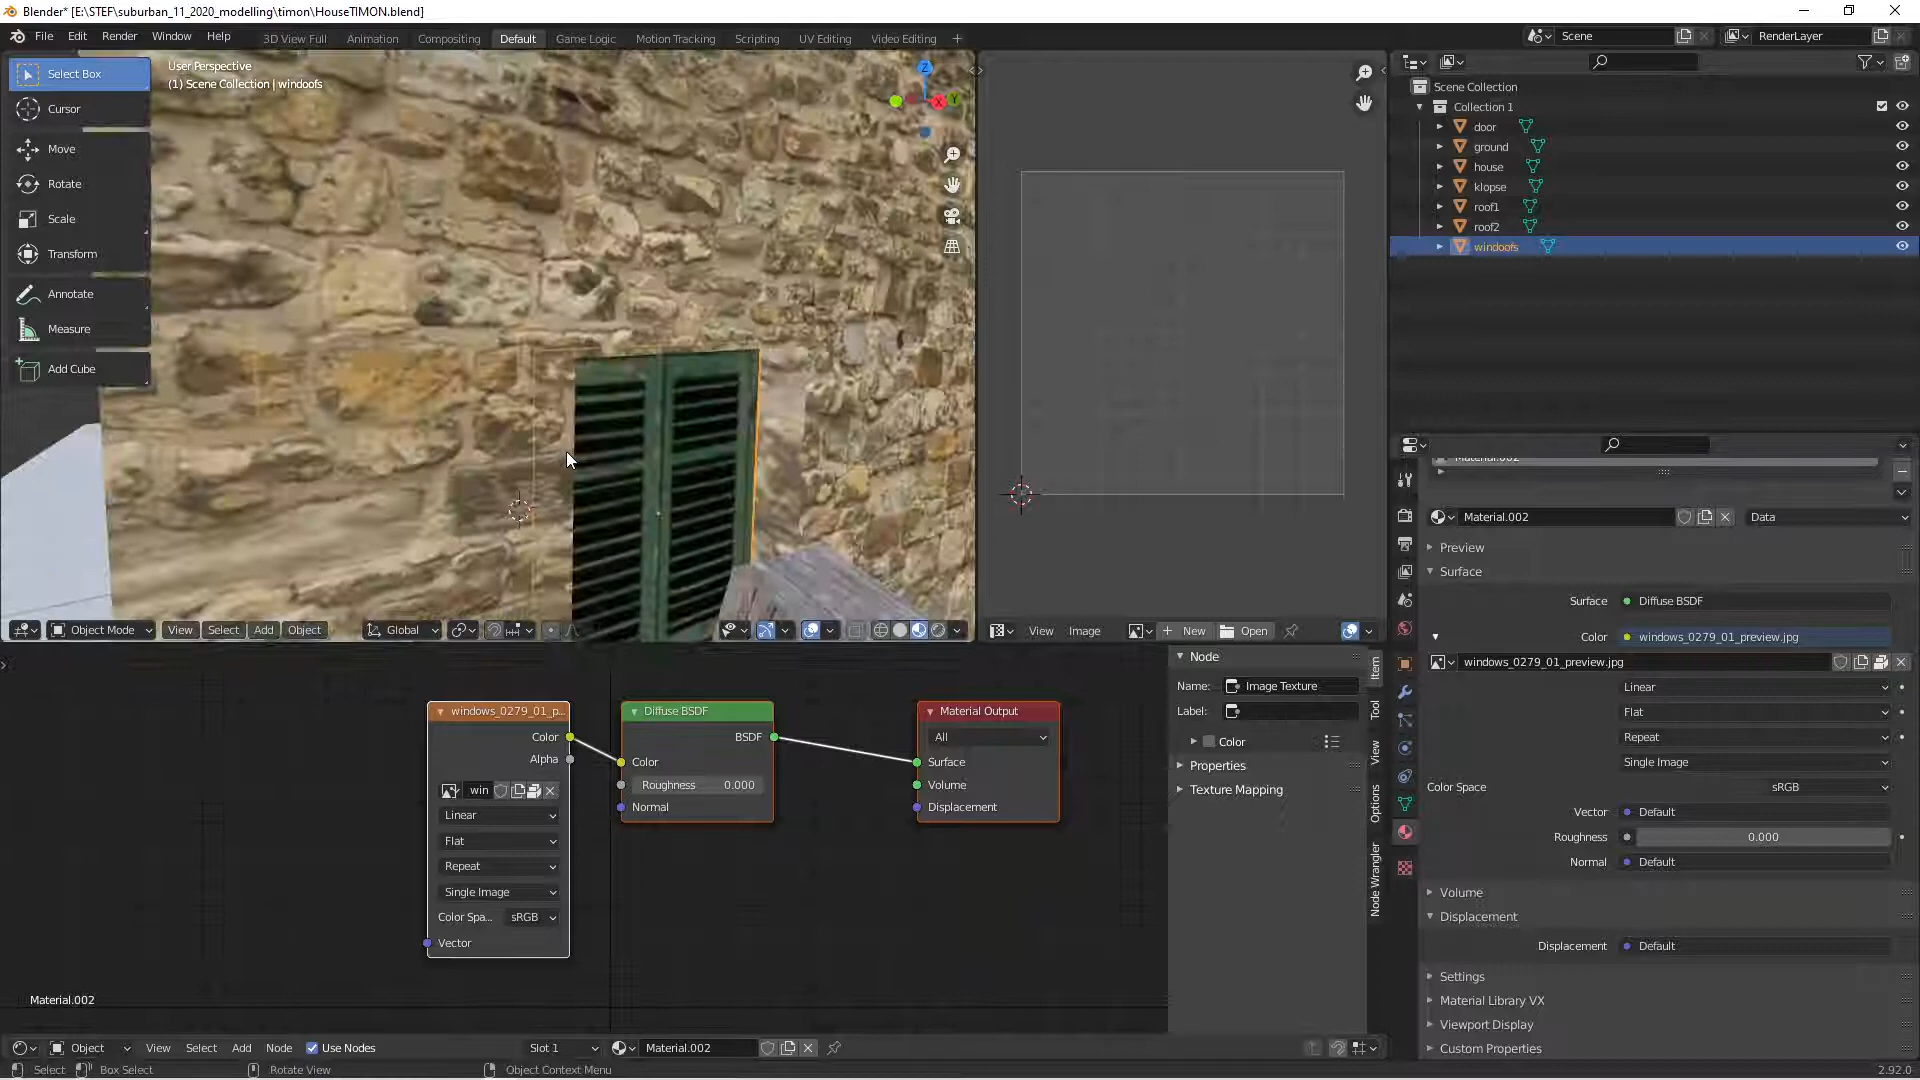 Blender* [E:\STEF\suburban_11_2020_modelling\timon\HouseTIMON.blend]
File Edit Render Window Help
3D View Full Animation Compositing Default Game Logic Motion Tracking Scripting UV Editing Video Editing +
Scene
RenderLayer
Select Box
Cursor
Move
Rotate
Scale
Transform
Annotate
Measure
Add Cube
User Perspective
(1) Scene Collection | windoofs
Z
X
Y
Object Mode View Select Add Object Global
View Image New Open
Scene Collection
Collection 1
door
ground
house
klopse
roof1
roof2
windoofs
Material.002
Material.002 Data
Preview
Surface
Surface Diffuse BSDF
Color windows_0279_01_preview.jpg
windows_0279_01_preview.jpg
Linear
Flat
Repeat
Single Image
Color Space sRGB
Vector Default
Roughness 0.000
Normal Default
Volume
Displacement
Displacement Default
Settings
Material Library VX
Viewport Display
Custom Properties
windows_0279_01_p...
Color
Alpha
win
Linear
Flat
Repeat
Single Image
Color Spa... sRGB
Vector
Diffuse BSDF
BSDF
Color
Roughness 0.000
Normal
Material Output
All
Surface
Volume
Displacement
Node
Name: Image Texture
Label:
Color
Properties
Texture Mapping
Item
Tool
View
Options
Node Wrangler
Material.002
Object View Select Add Node Use Nodes Slot 1 Material.002
Select Box Select Rotate View Object Context Menu 2.92.0